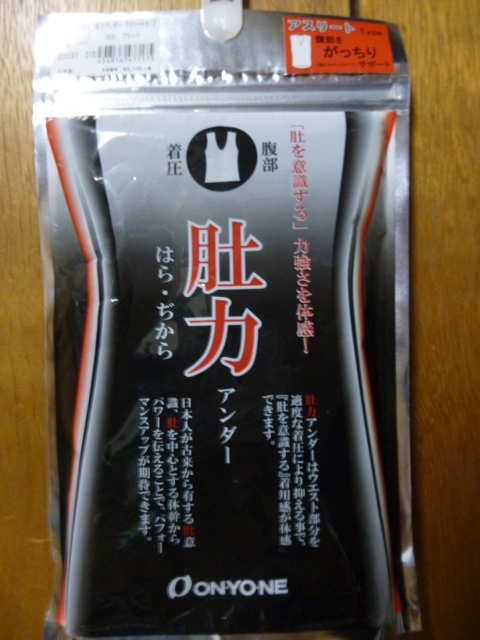 アスリート Type
腹部を
がっちり
サポート
「肚を意識する」力強さを体感！
腹部
着圧
肚力
はら・ぢから
アンダー
肚力アンダーはウエスト部分を
適度な着圧により抑える事で、
『肚を意識する』着用感が体感
できます。
日本人が古来から有する肚意
識、肚を中心とする体幹から
パワーを伝えることで、パフォー
マンスアップが期待できます。
ONYONE